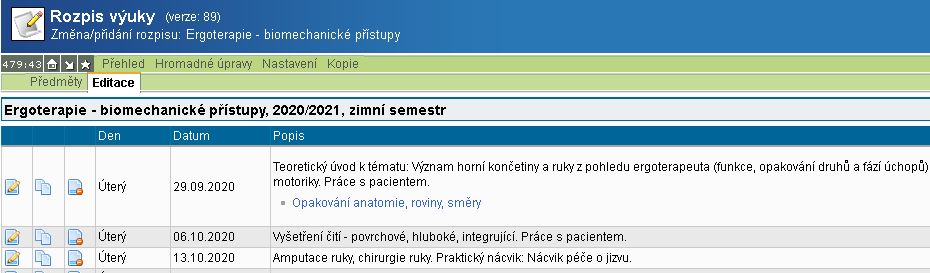 Rozpis výuky (verze: 89)
Změna/přidání rozpisu: Ergoterapie - biomechanické přístupy
479:43 Přehled Hromadné úpravy Nastavení Kopie
Předměty Editace
Ergoterapie - biomechanické přístupy, 2020/2021, zimní semestr
Den Datum Popis
Teoretický úvod k tématu: Význam horní končetiny a ruky z pohledu ergoterapeuta (funkce, opakování druhů a fází úchopů)
Úterý 29.09.2020 motoriky. Práce s pacientem.
Opakování anatomie, roviny, směry
Úterý 06.10.2020 Vyšetření čití - povrchové, hluboké, integrující. Práce s pacientem.
Úterý 13.10.2020 Amputace ruky, chirurgie ruky. Praktický nácvik: Nácvik péče o jizvu.